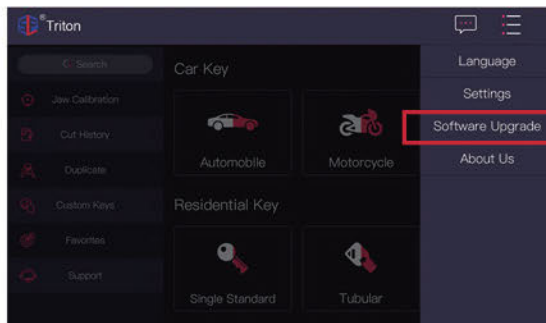 ® Triton
Search
Jaw Calibration
Cut History
Duplicate
Custom Keys
Favorites
Support
Car Key
Automobile
Motorcycle
Residential Key
Single Standard
Tubular
Language
Settings
Software Upgrade
About Us